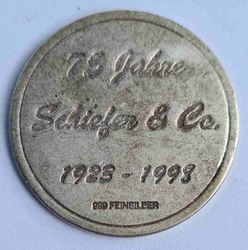 75 Jahre
Schiefer & Co.
1923 - 1998
999 FEINSILBER